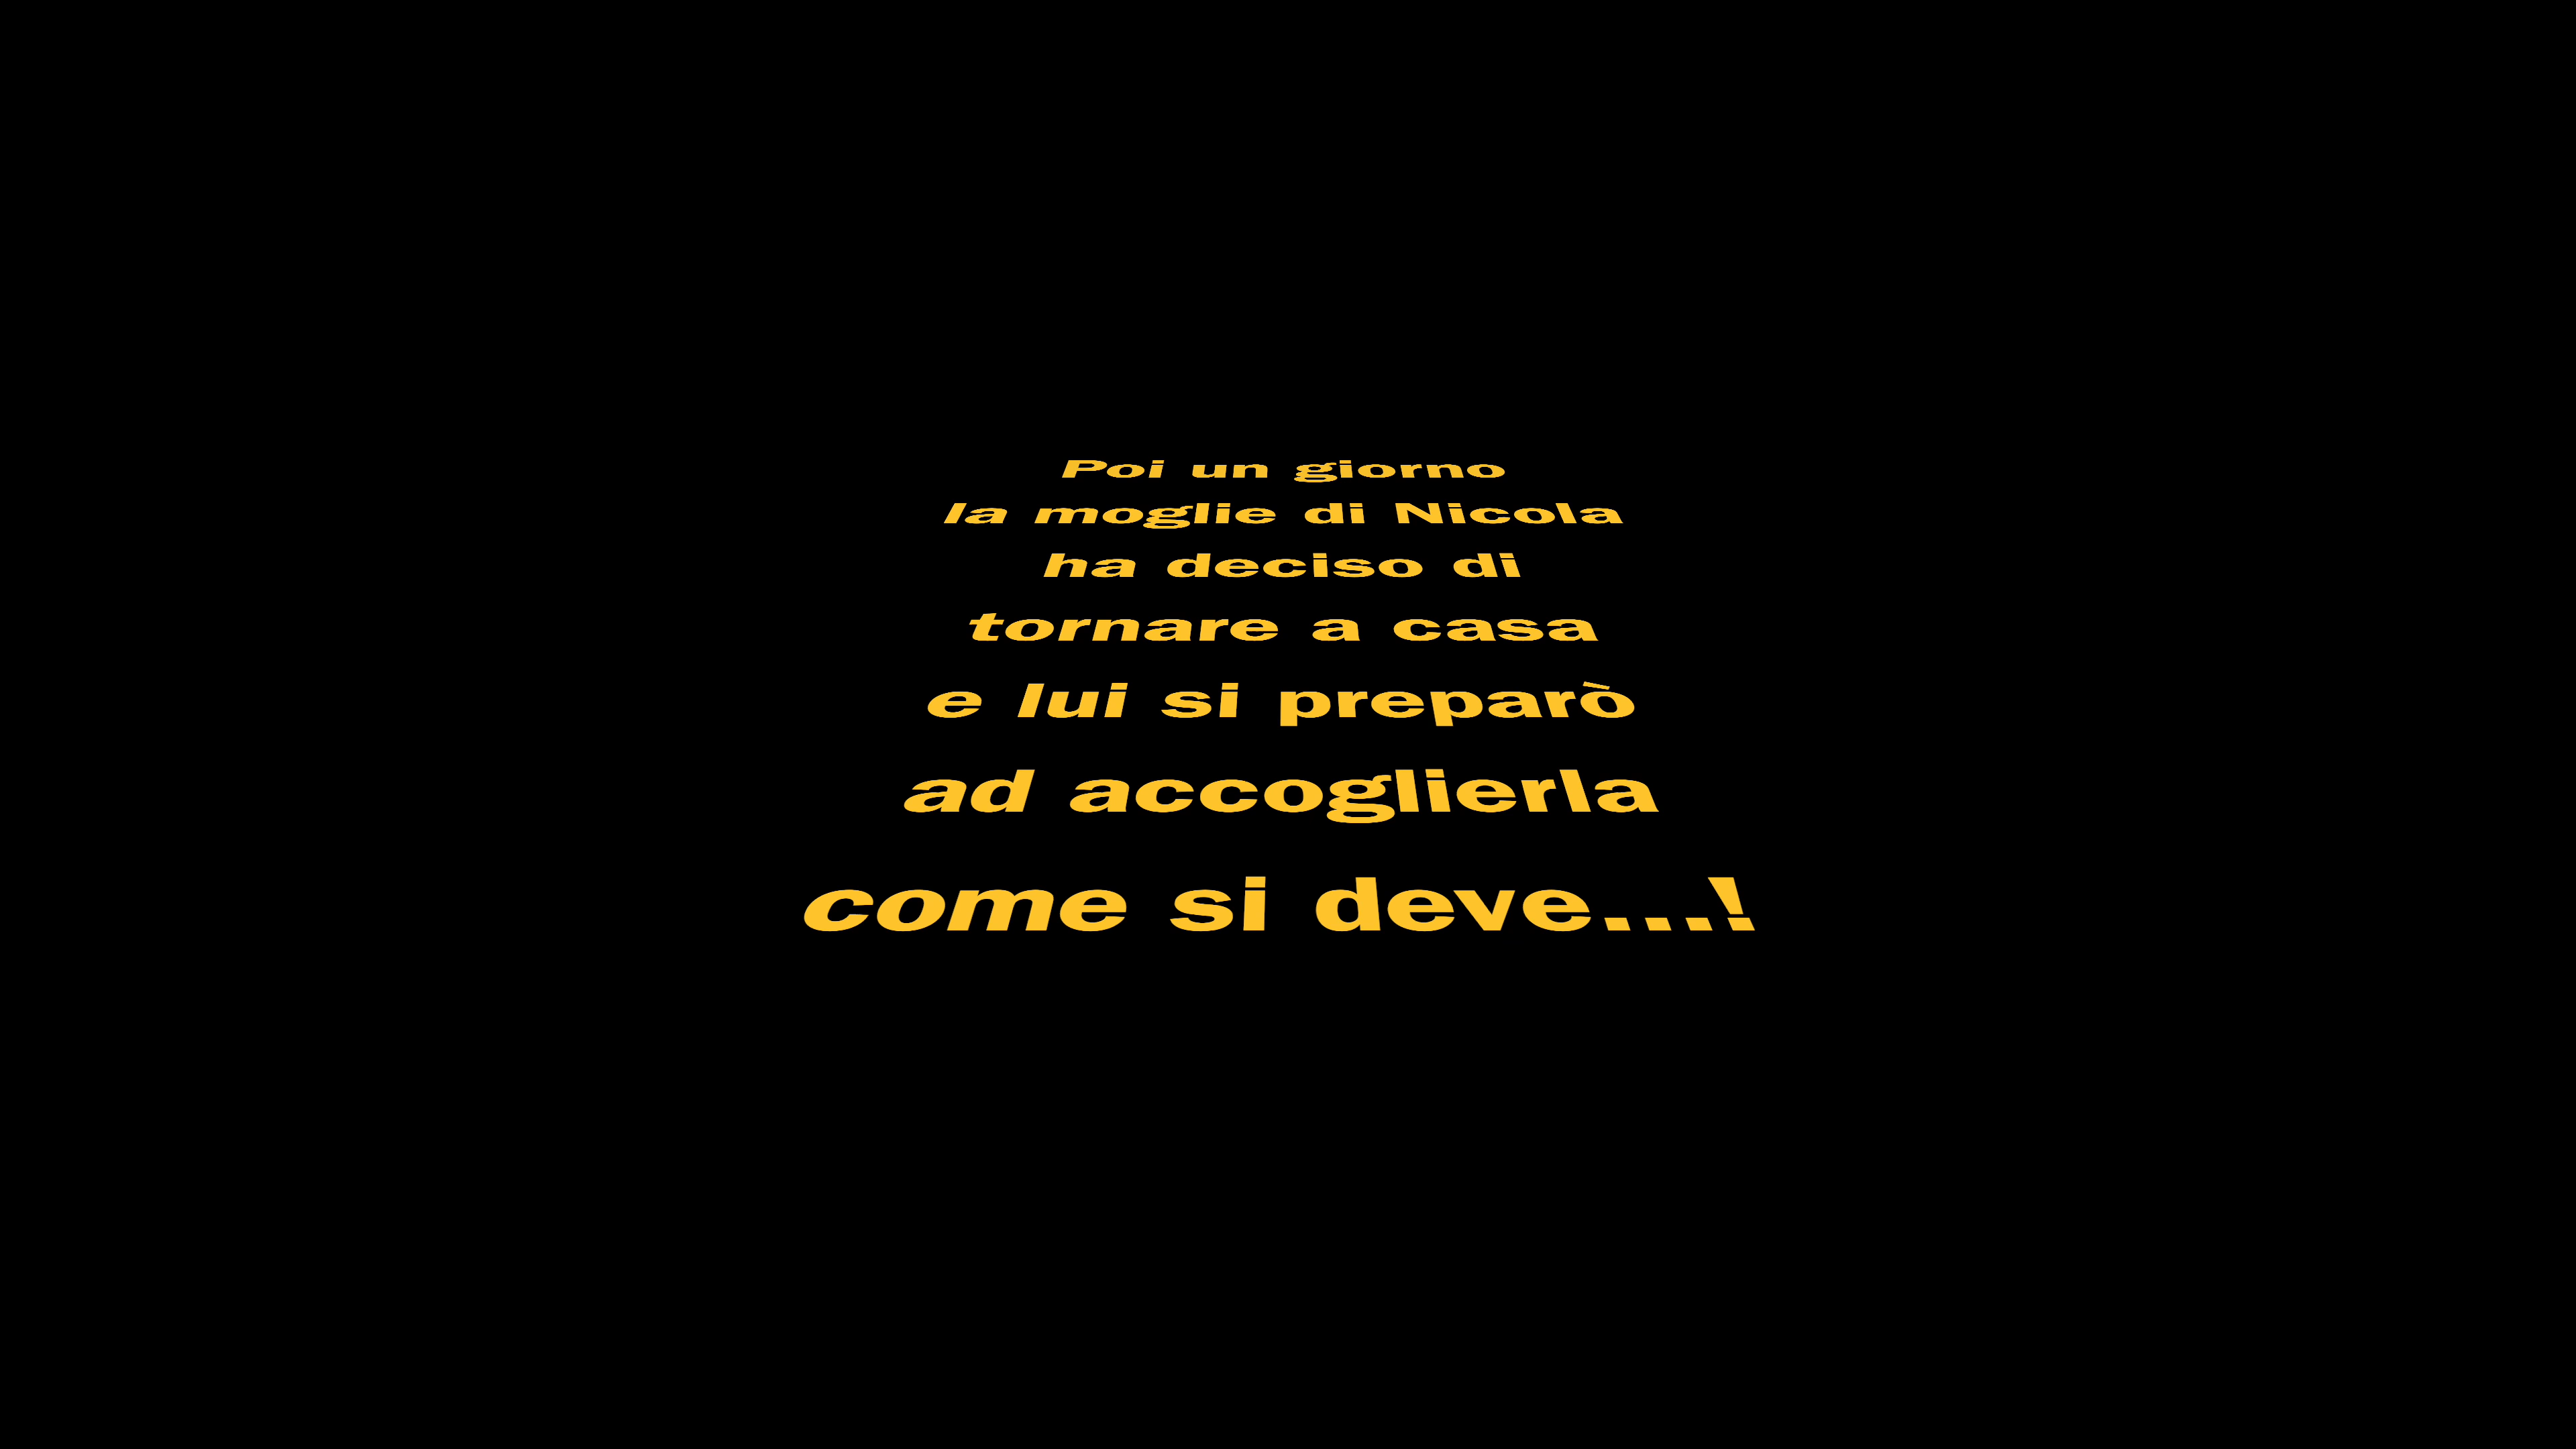 Poi un giorno
la moglie di Nicola
ha deciso di
tornare a casa
e lui si preparò
ad accoglierla
come si deve...!